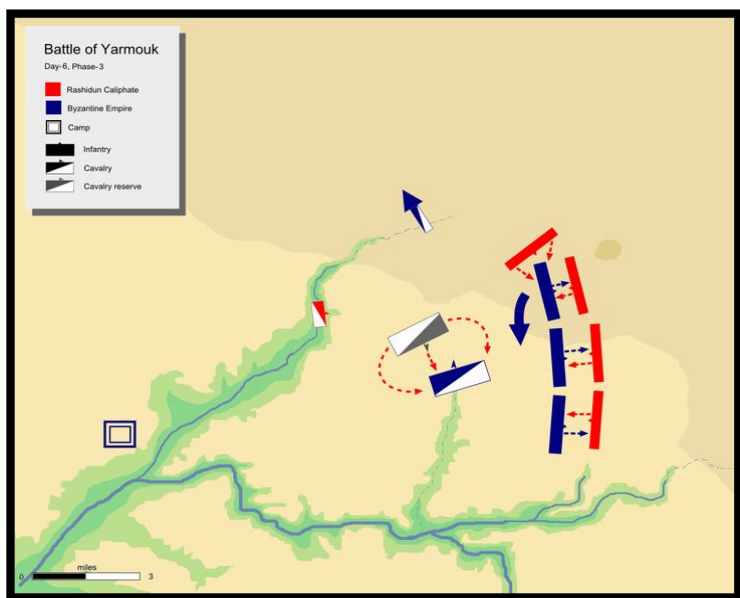 Battle of Yarmouk
Day-6, Phase-3
Rashidun Caliphate
Byzantine Empire
Camp
Infantry
Cavalry
Cavalry reserve
miles
0 3